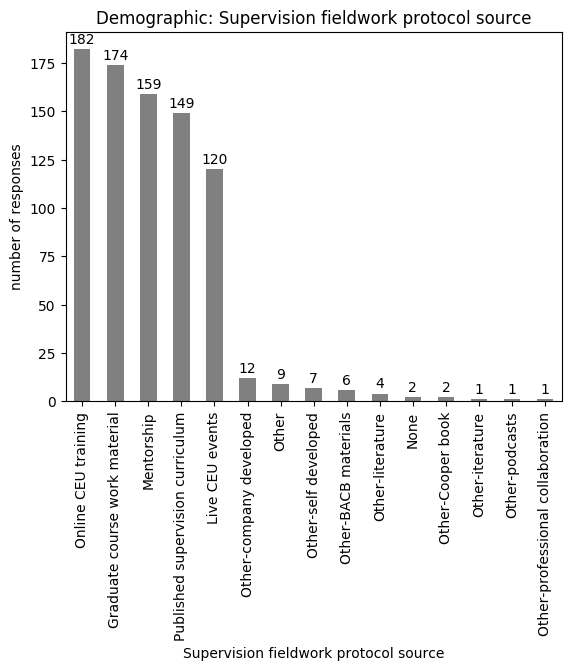 Demographic: Supervision fieldwork protocol source
number of responses
175
150
125
100
75
50
25
0
182
174
159
149
120
12
9
7
6
4
2
2
1
1
1
Online CEU training
Graduate course work material
Mentorship
Published supervision curriculum
Live CEU events
Other-company developed
Other
Other-self developed
Other-BACB materials
Other-literature
None
Other-Cooper book
Other-iterature
Other-podcasts
Other-professional collaboration
Supervision fieldwork protocol source